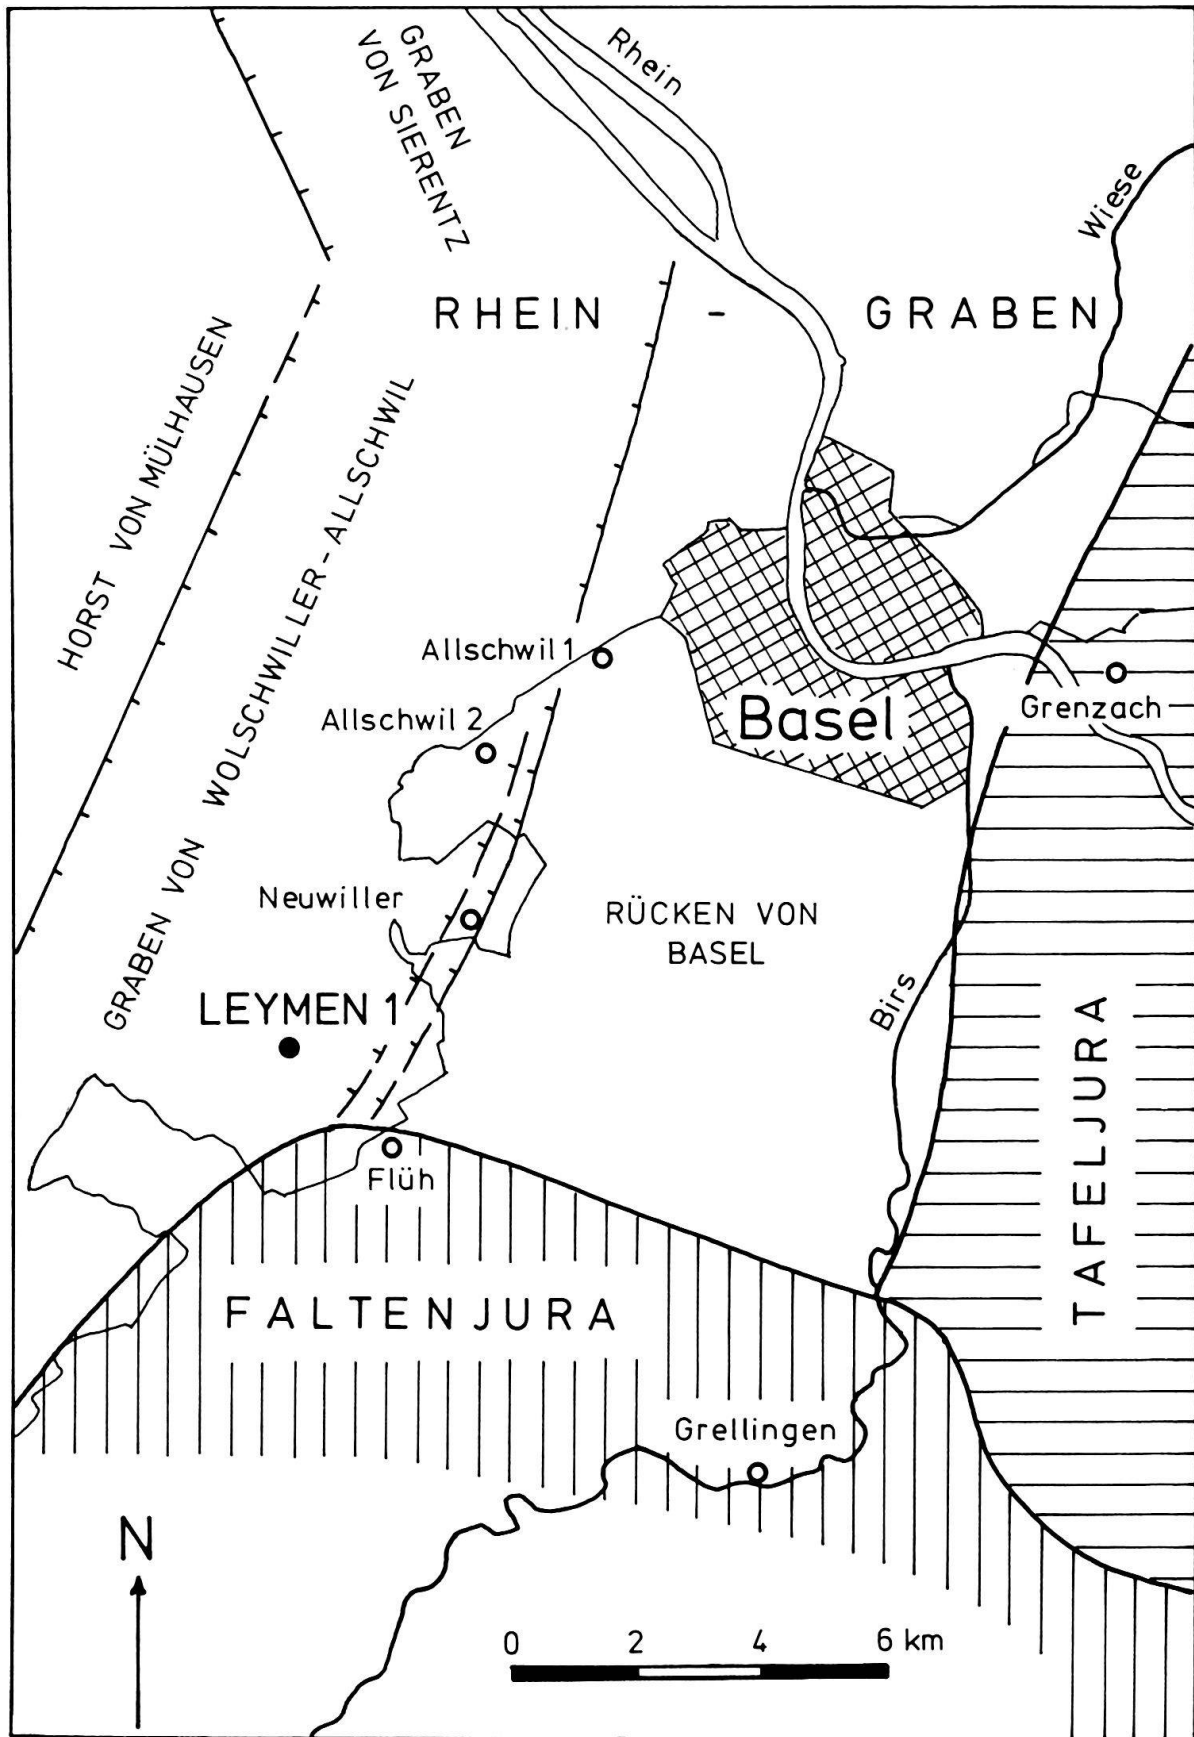 GRABEN
VON SIERENTZ
Rhein
Wiese
RHEIN - GRABEN
HORST VON MÜLHAUSEN
GRABEN VON WOLSCHWILLER-ALLSCHWIL
Allschwil 1
Allschwil 2
Basel
Grenzach
Neuwiller
RÜCKEN VON
BASEL
LEYMEN 1
Birs
TAFELJURA
Flüh
FALTENJURA
Grellingen
N
0 2 4 6 km